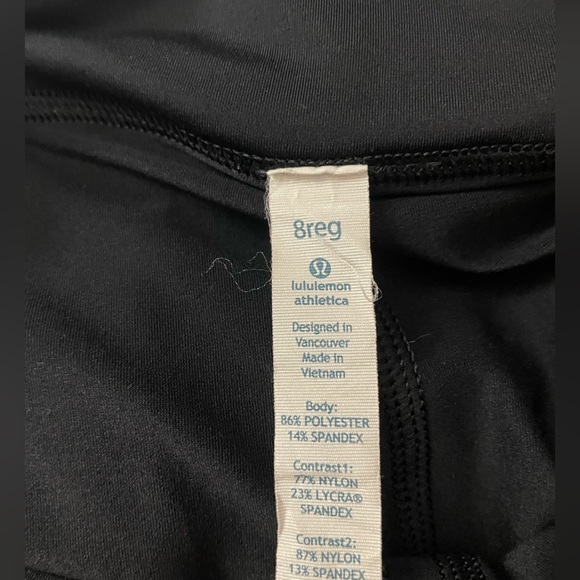 8reg
lululemon
athletica
Designed in
Vancouver
Made in
Vietnam
Body:
86% POLYESTER
14% SPANDEX
Contrast1:
77% NYLON
23% LYCRA®
SPANDEX
Contrast2:
87% NYLON
13% SPANDEX